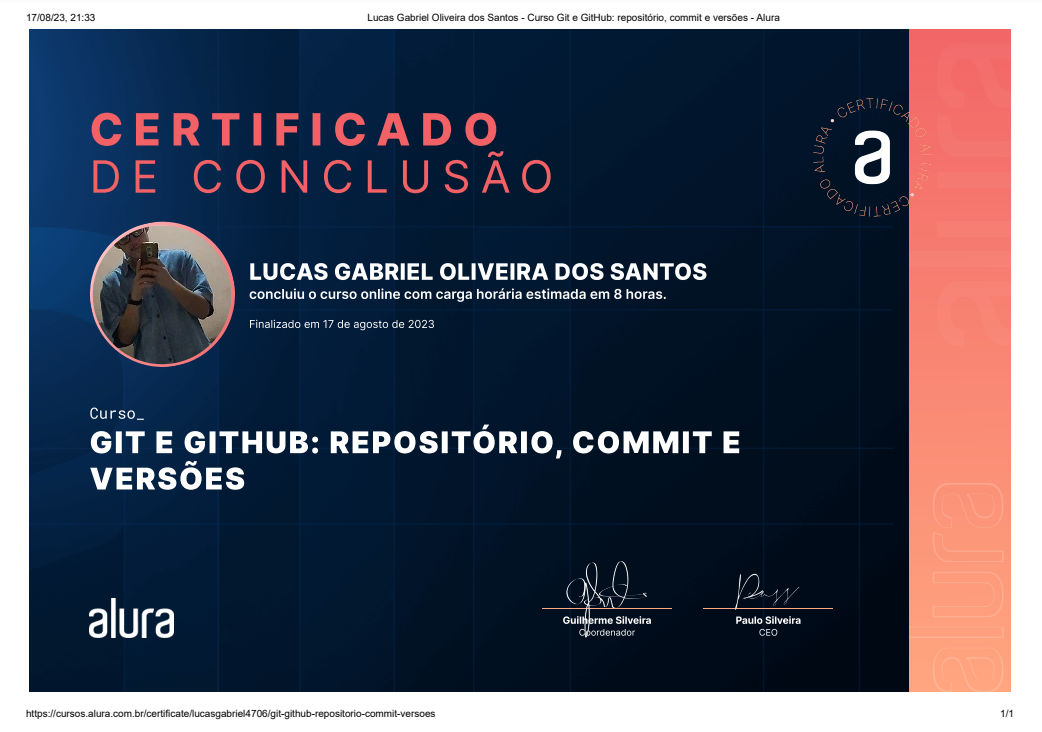 17/08/23, 21:33
Lucas Gabriel Oliveira dos Santos - Curso Git e GitHub: repositório, commit e versões - Alura
CERTIFICADO
DE CONCLUSÃO
CERTIFICADO ALURA • CERTIFICADO ALURA •
a
alura
LUCAS GABRIEL OLIVEIRA DOS SANTOS
concluiu o curso online com carga horária estimada em 8 horas.
Finalizado em 17 de agosto de 2023
Curso_
GIT E GITHUB: REPOSITÓRIO, COMMIT E
VERSÕES
alura
alura
Guilherme Silveira
Coordenador
Paulo Silveira
CEO
https://cursos.alura.com.br/certificate/lucasgabriel4706/git-github-repositorio-commit-versoes
1/1